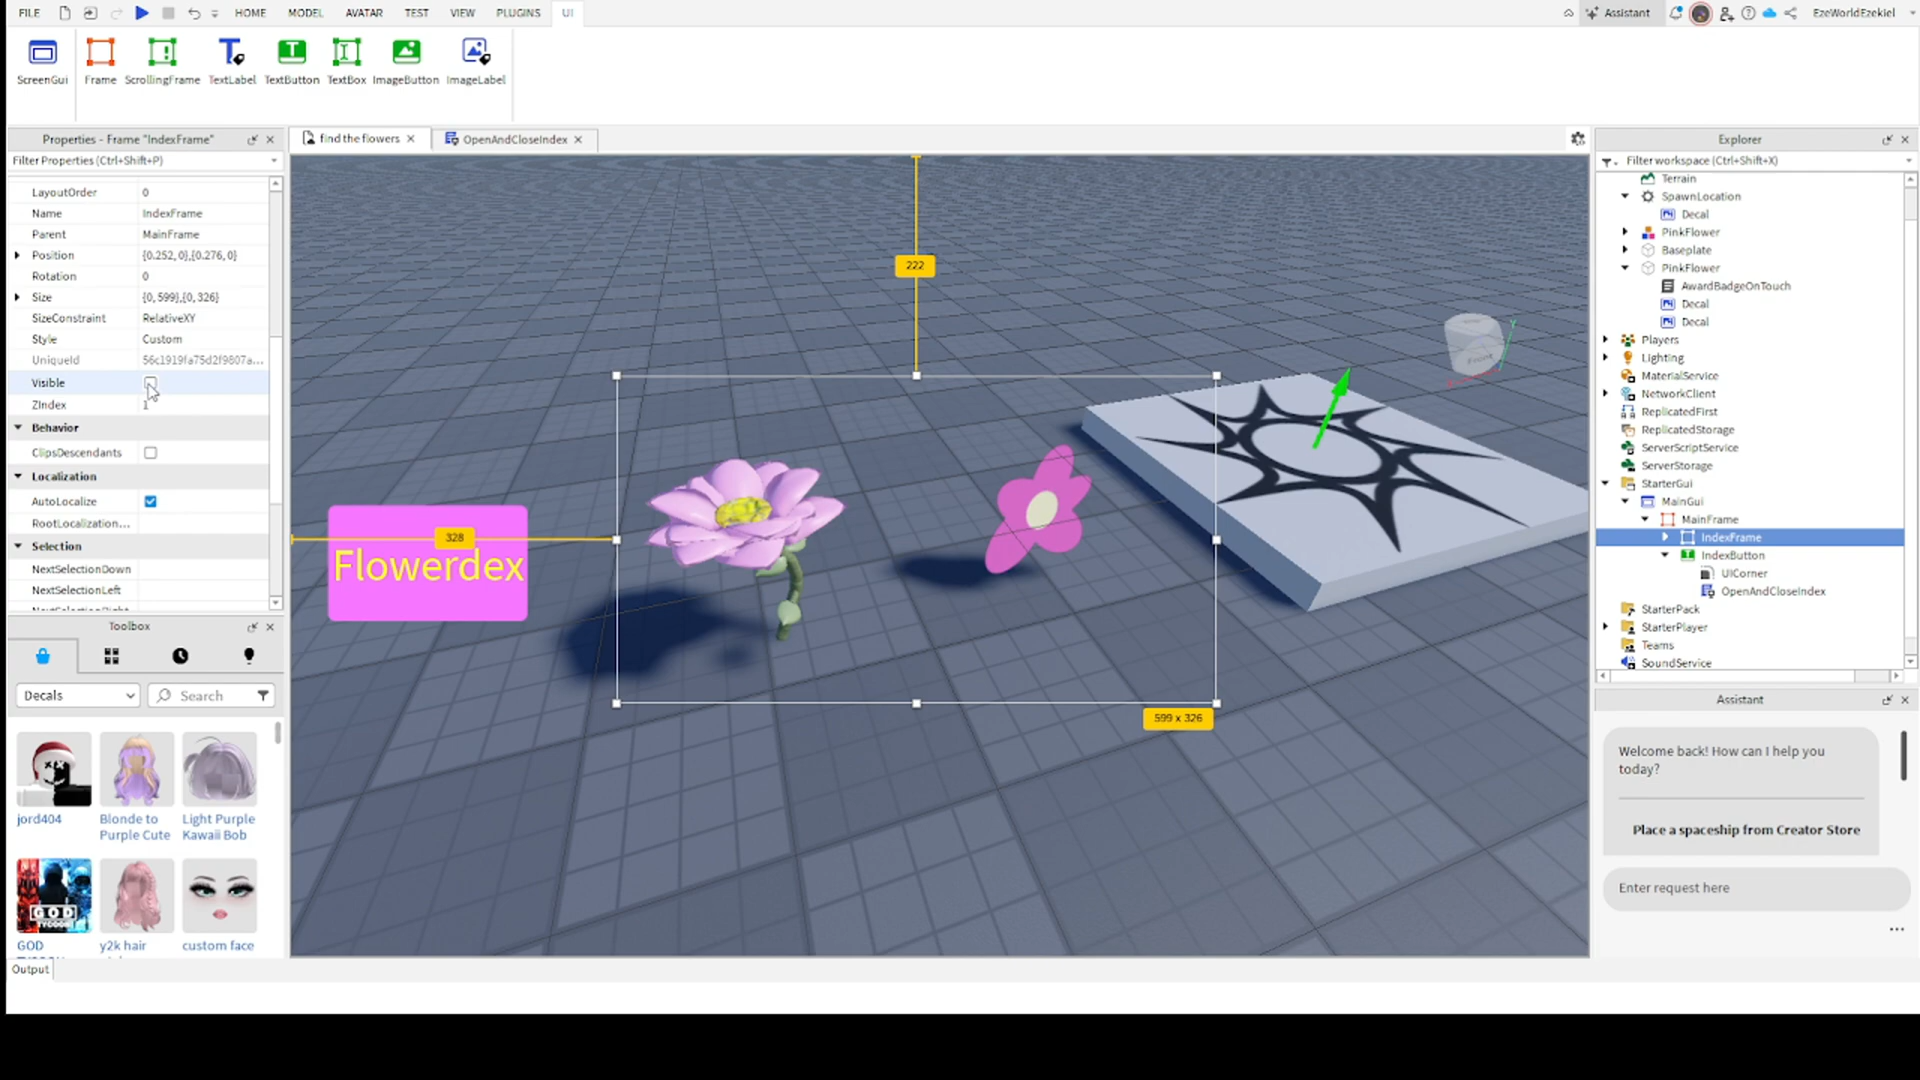 FILE HOME MODEL AVATAR TEST VIEW PLUGINS UI Assistant EzeWorldEzekiel
ScreenGui Frame ScrollingFrame TextLabel TextButton TextBox ImageButton ImageLabel
Properties - Frame "IndexFrame"
Filter Properties (Ctrl+Shift+P)
LayoutOrder 0
Name IndexFrame
Parent MainFrame
Position {0.252, 0},{0.276, 0}
Rotation 0
Size {0, 599},{0, 326}
SizeConstraint RelativeXY
Style Custom
UniqueId 56c1919fa75d2f9807a...
Visible
ZIndex 1
Behavior
ClipsDescendants
Localization
AutoLocalize
RootLocalization...
Selection
NextSelectionDown
NextSelectionLeft
NextSelectionRight
Toolbox
Decals Search
jord404
Blonde to Purple Cute
Light Purple Kawaii Bob
GOD
y2k hair
custom face
Output
find the flowers OpenAndCloseIndex
222
328
Flowerdex
599 x 326
Explorer
Filter workspace (Ctrl+Shift+X)
Terrain
SpawnLocation
Decal
PinkFlower
Baseplate
PinkFlower
AwardBadgeOnTouch
Decal
Decal
Players
Lighting
MaterialService
NetworkClient
ReplicatedFirst
ReplicatedStorage
ServerScriptService
ServerStorage
StarterGui
MainGui
MainFrame
IndexFrame
IndexButton
UICorner
OpenAndCloseIndex
StarterPack
StarterPlayer
Teams
SoundService
Assistant
Welcome back! How can I help you
today?
Place a spaceship from Creator Store
Enter request here